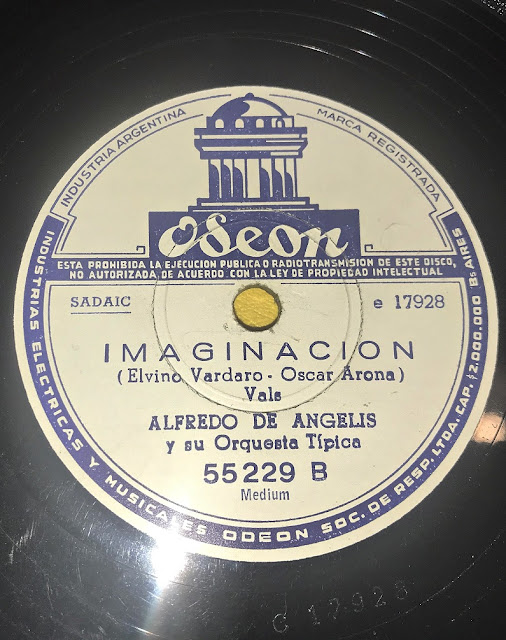 INDUSTRIA ARGENTINA
MARCA REGISTRADA
Odeon
ESTA PROHIBIDA LA EJECUCION PUBLICA O RADIOTRANSMISION DE ESTE DISCO,
NO AUTORIZADA, DE ACUERDO CON LA LEY DE PROPIEDAD INTELECTUAL
SADAIC
e 17928
IMAGINACION
(Elvino Vardaro - Oscar Arona)
Vals
ALFREDO DE ANGELIS
y su Orquesta Típica
55229 B
Medium
INDUSTRIAS ELECTRICAS Y MUSICALES ODEON SOC. DE RESP. LTDA. CAP. $ 2.000.000 Bs AIRES
17928